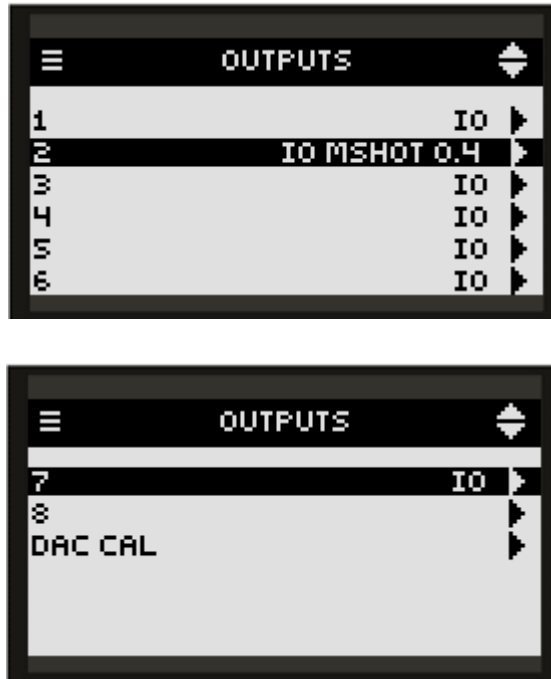 OUTPUTS
1 IO
2 IO MSHOT 0.4
3 IO
4 IO
5 IO
6 IO
OUTPUTS
7 IO
8
DAC CAL